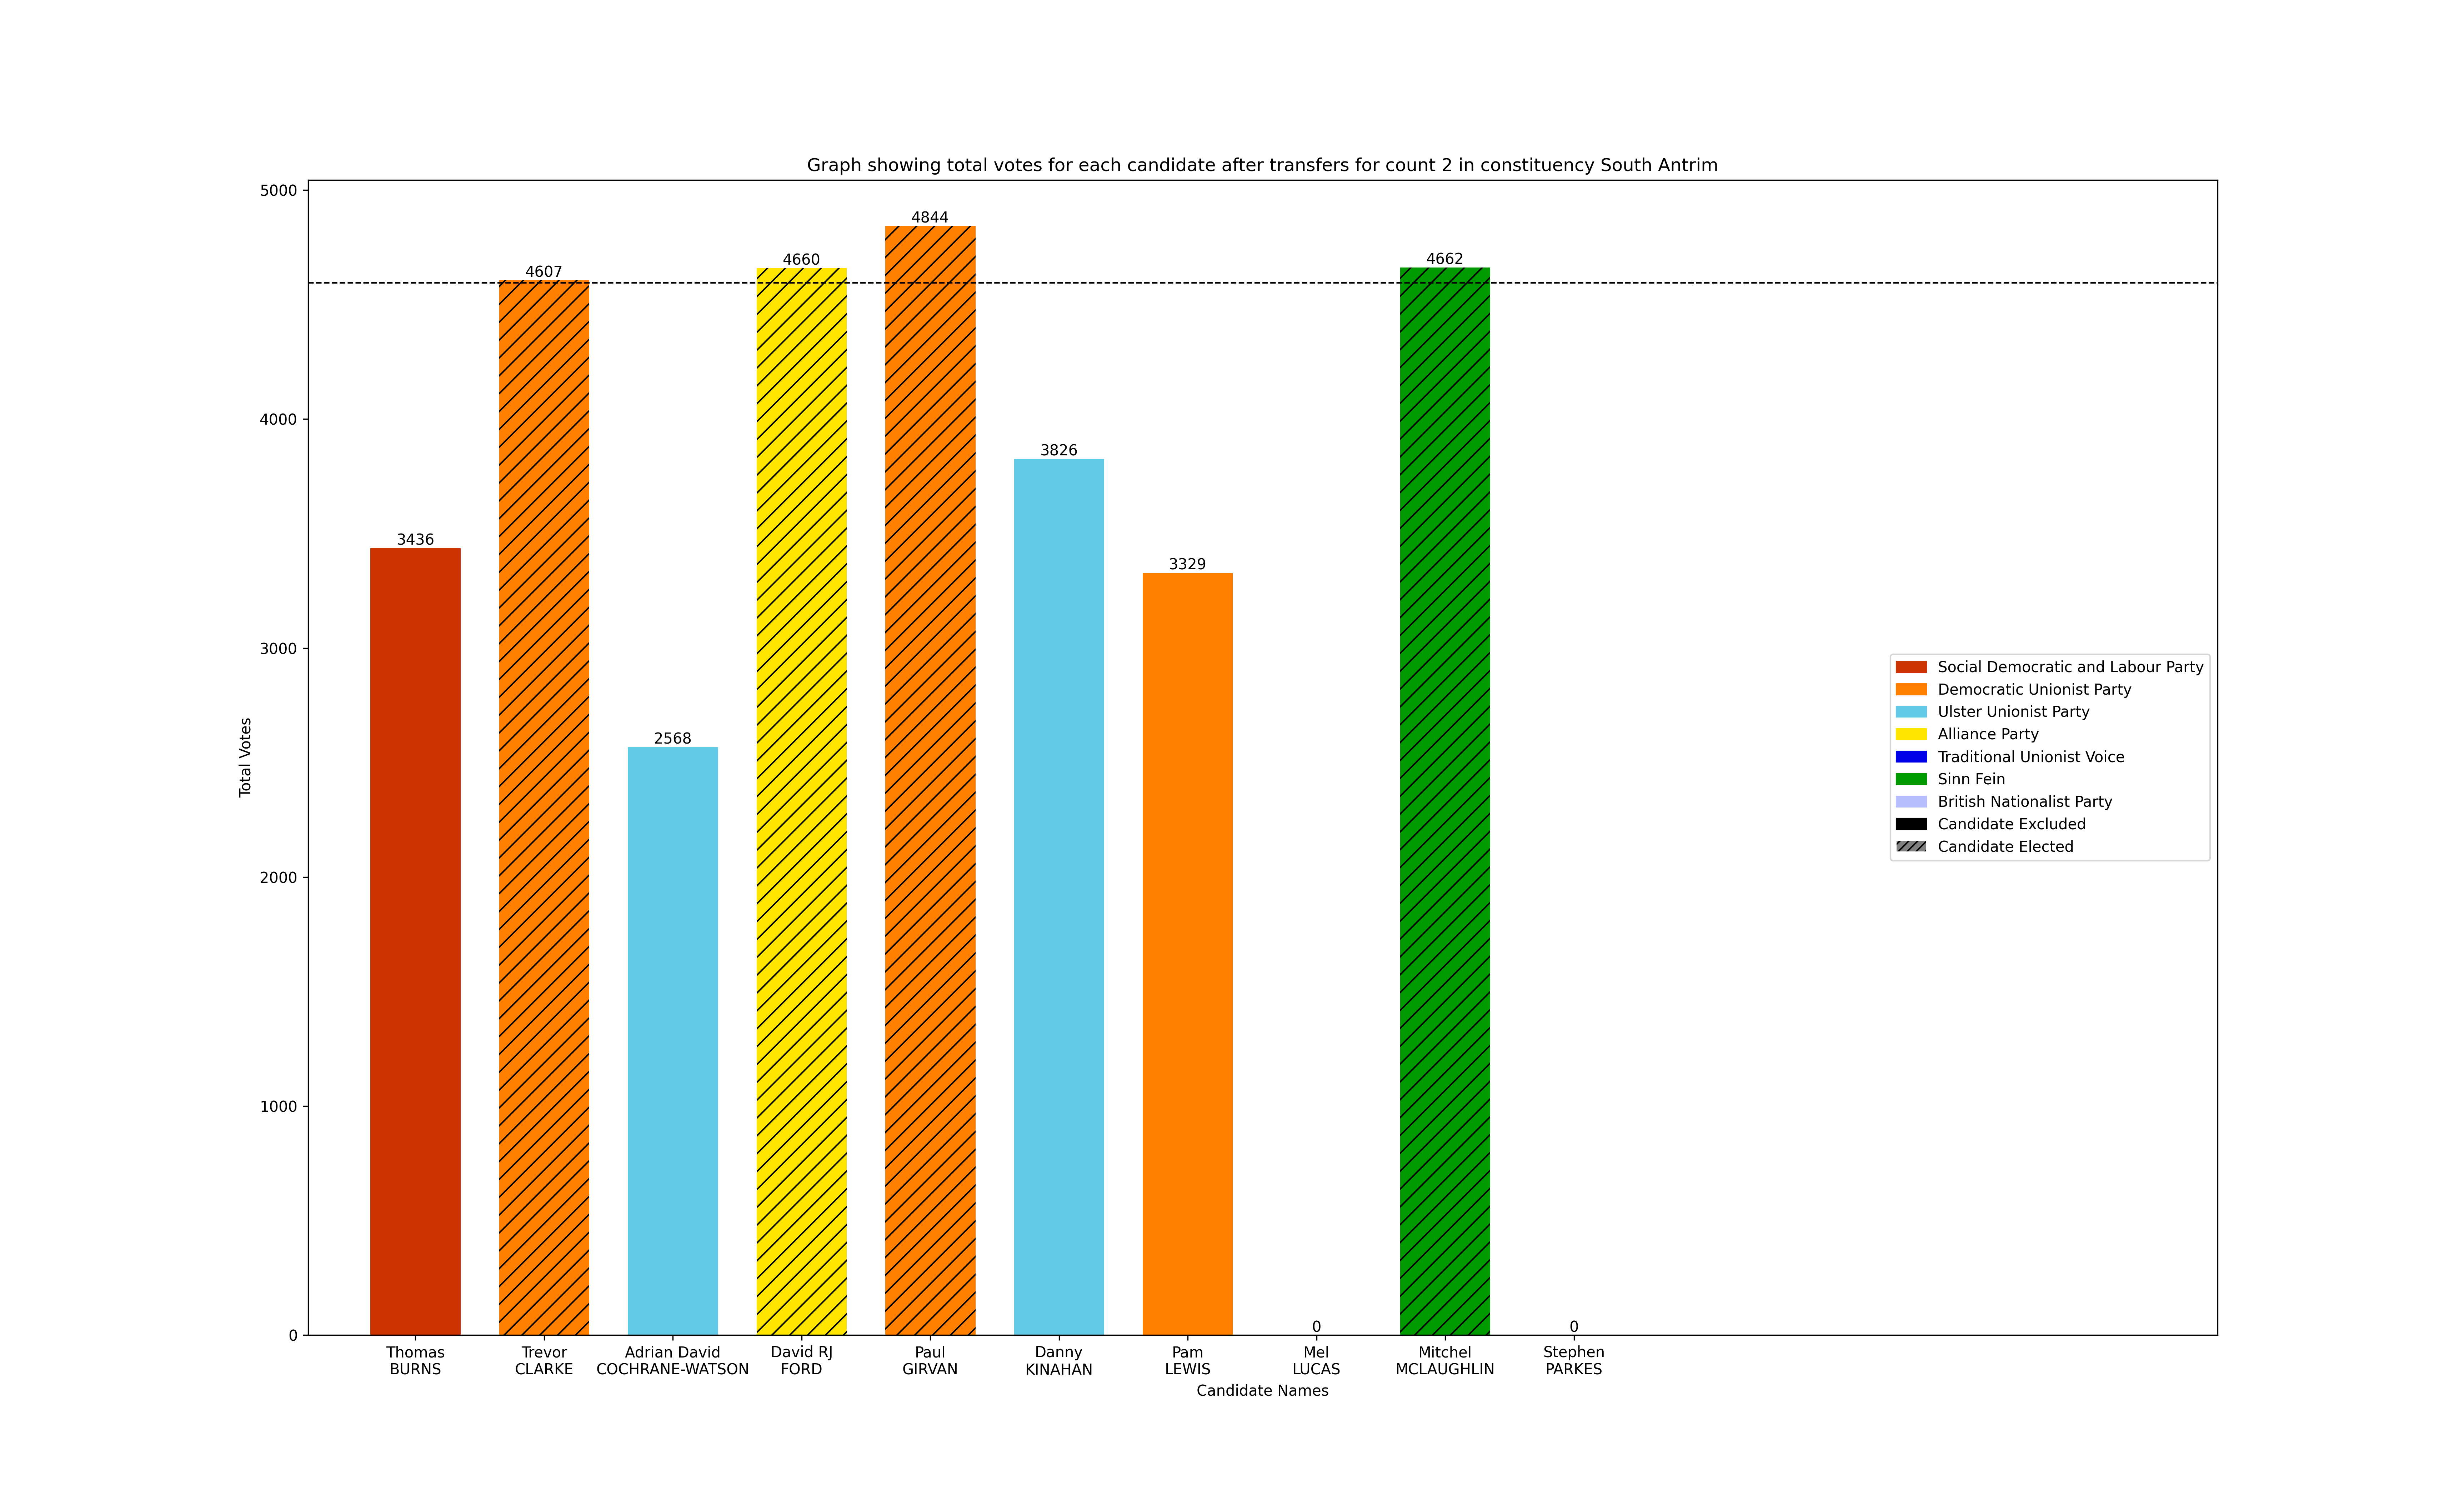 Graph showing total votes for each candidate after transfers for count 2 in constituency South Antrim
5000
4000
3000
2000
1000
0
Total Votes
3436
4607
2568
4660
4844
3826
3329
0
4662
0
Social Democratic and Labour Party
Democratic Unionist Party
Ulster Unionist Party
Alliance Party
Traditional Unionist Voice
Sinn Fein
British Nationalist Party
Candidate Excluded
Candidate Elected
Thomas
BURNS
Trevor
CLARKE
Adrian David
COCHRANE-WATSON
David RJ
FORD
Paul
GIRVAN
Danny
KINAHAN
Pam
LEWIS
Mel
LUCAS
Mitchel
MCLAUGHLIN
Stephen
PARKES
Candidate Names